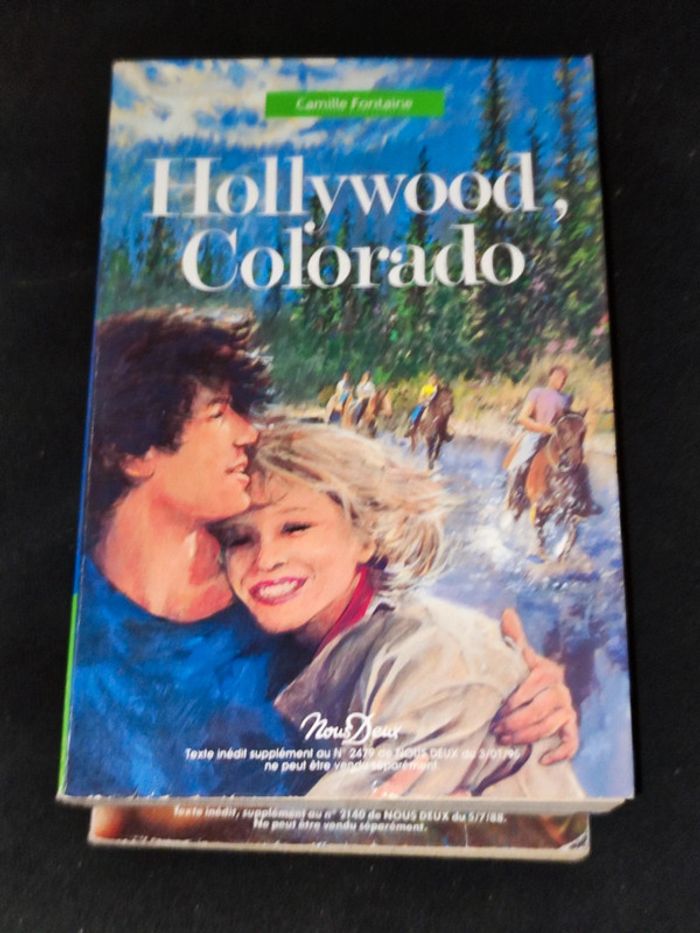 Camille Fontaine
Hollywood,
Colorado
Nous Deux
Texte inédit supplément au N° 2479 de NOUS DEUX du 3/01/95
ne peut être vendu séparément.
Texte inédit, supplément au n° 2140 de NOUS DEUX du 5/7/88.
Ne peut être vendu séparément.